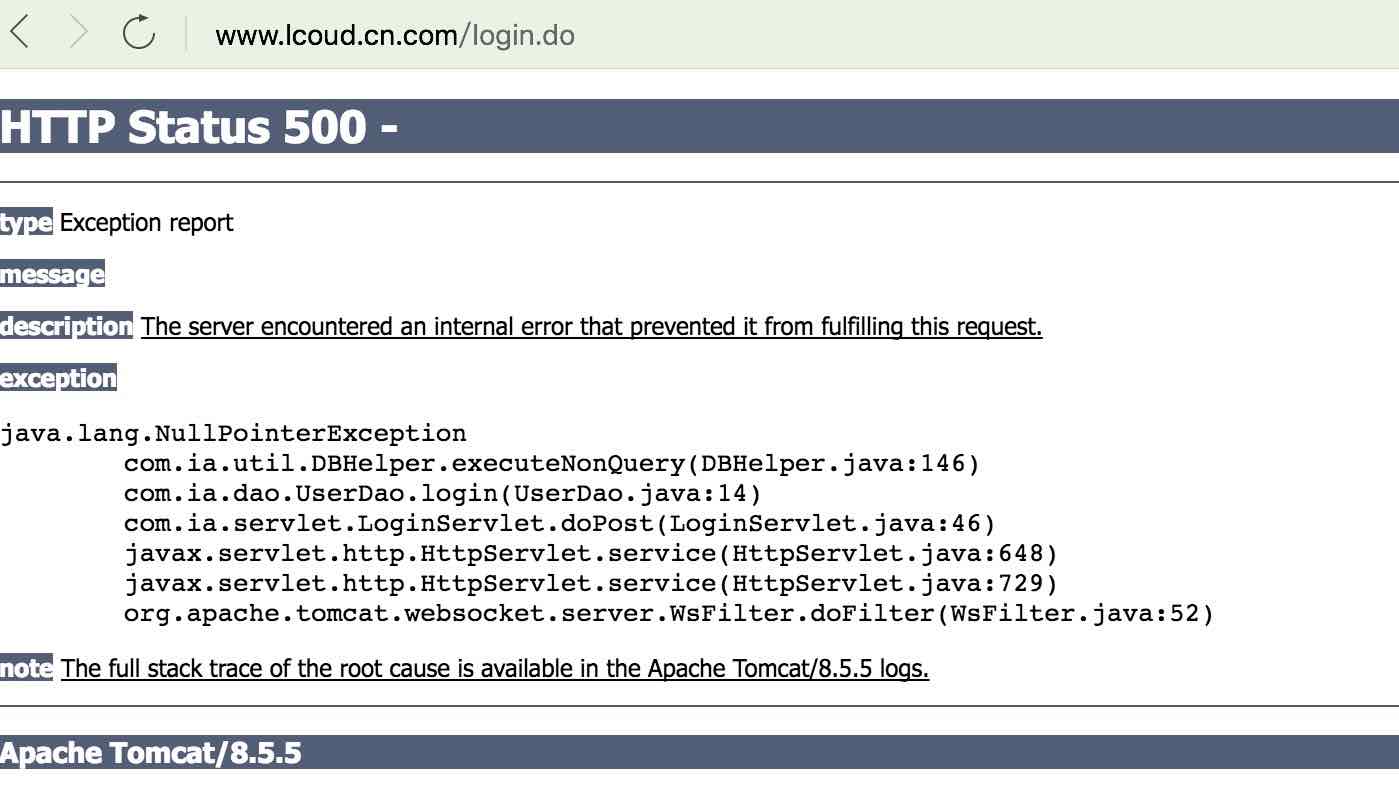 www.lcoud.cn.com/login.do
HTTP Status 500 -
type Exception report
message
description The server encountered an internal error that prevented it from fulfilling this request.
exception
java.lang.NullPointerException
com.ia.util.DBHelper.executeNonQuery(DBHelper.java:146)
com.ia.dao.UserDao.login(UserDao.java:14)
com.ia.servlet.LoginServlet.doPost(LoginServlet.java:46)
javax.servlet.http.HttpServlet.service(HttpServlet.java:648)
javax.servlet.http.HttpServlet.service(HttpServlet.java:729)
org.apache.tomcat.websocket.server.WsFilter.doFilter(WsFilter.java:52)
note The full stack trace of the root cause is available in the Apache Tomcat/8.5.5 logs.
Apache Tomcat/8.5.5